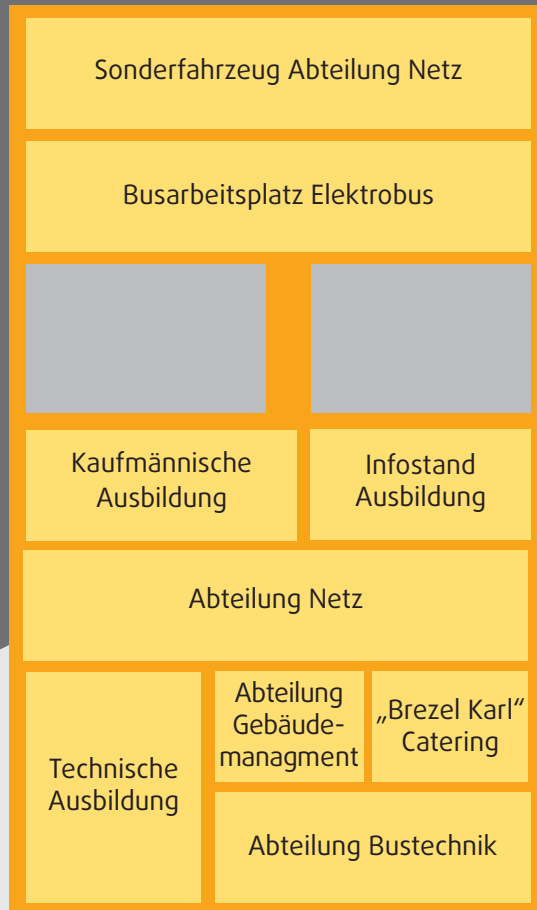 Sonderfahrzeug Abteilung Netz
Busarbeitsplatz Elektrobus
Kaufmännische
Ausbildung
Infostand
Ausbildung
Abteilung Netz
Technische
Ausbildung
Abteilung
Gebäude-
managment
„Brezel Karl“
Catering
Abteilung Bustechnik